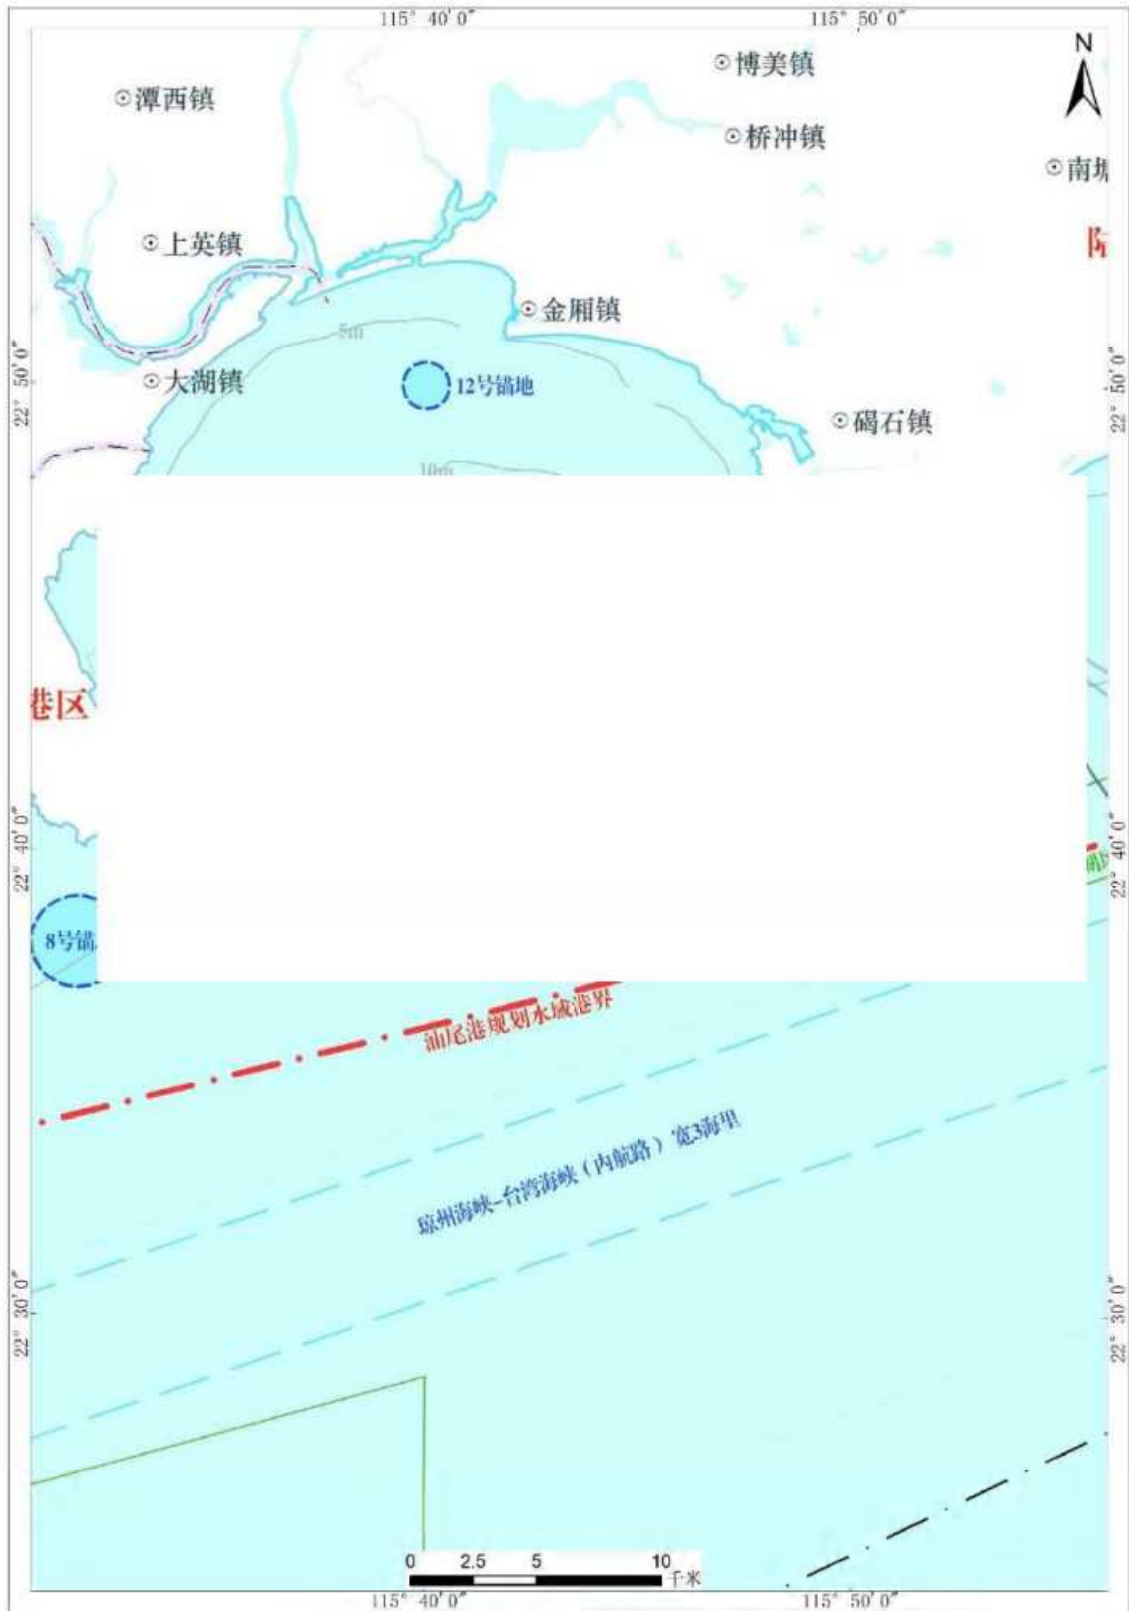 115° 40′ 0″
115° 50′ 0″
N
博美镇
潭西镇
桥冲镇
南塘
上英镇
金厢镇
5m
22° 50′ 0″
大湖镇
12号锚地
22° 50′ 0″
碣石镇
10m
港区
22° 40′ 0″
22° 40′ 0″
8号锚
汕尾港规划水域港界
琼州海峡-台湾海峡（内航路）宽3海里
22° 30′ 0″
22° 30′ 0″
0 2.5 5 10
千米
115° 40′ 0″
115° 50′ 0″